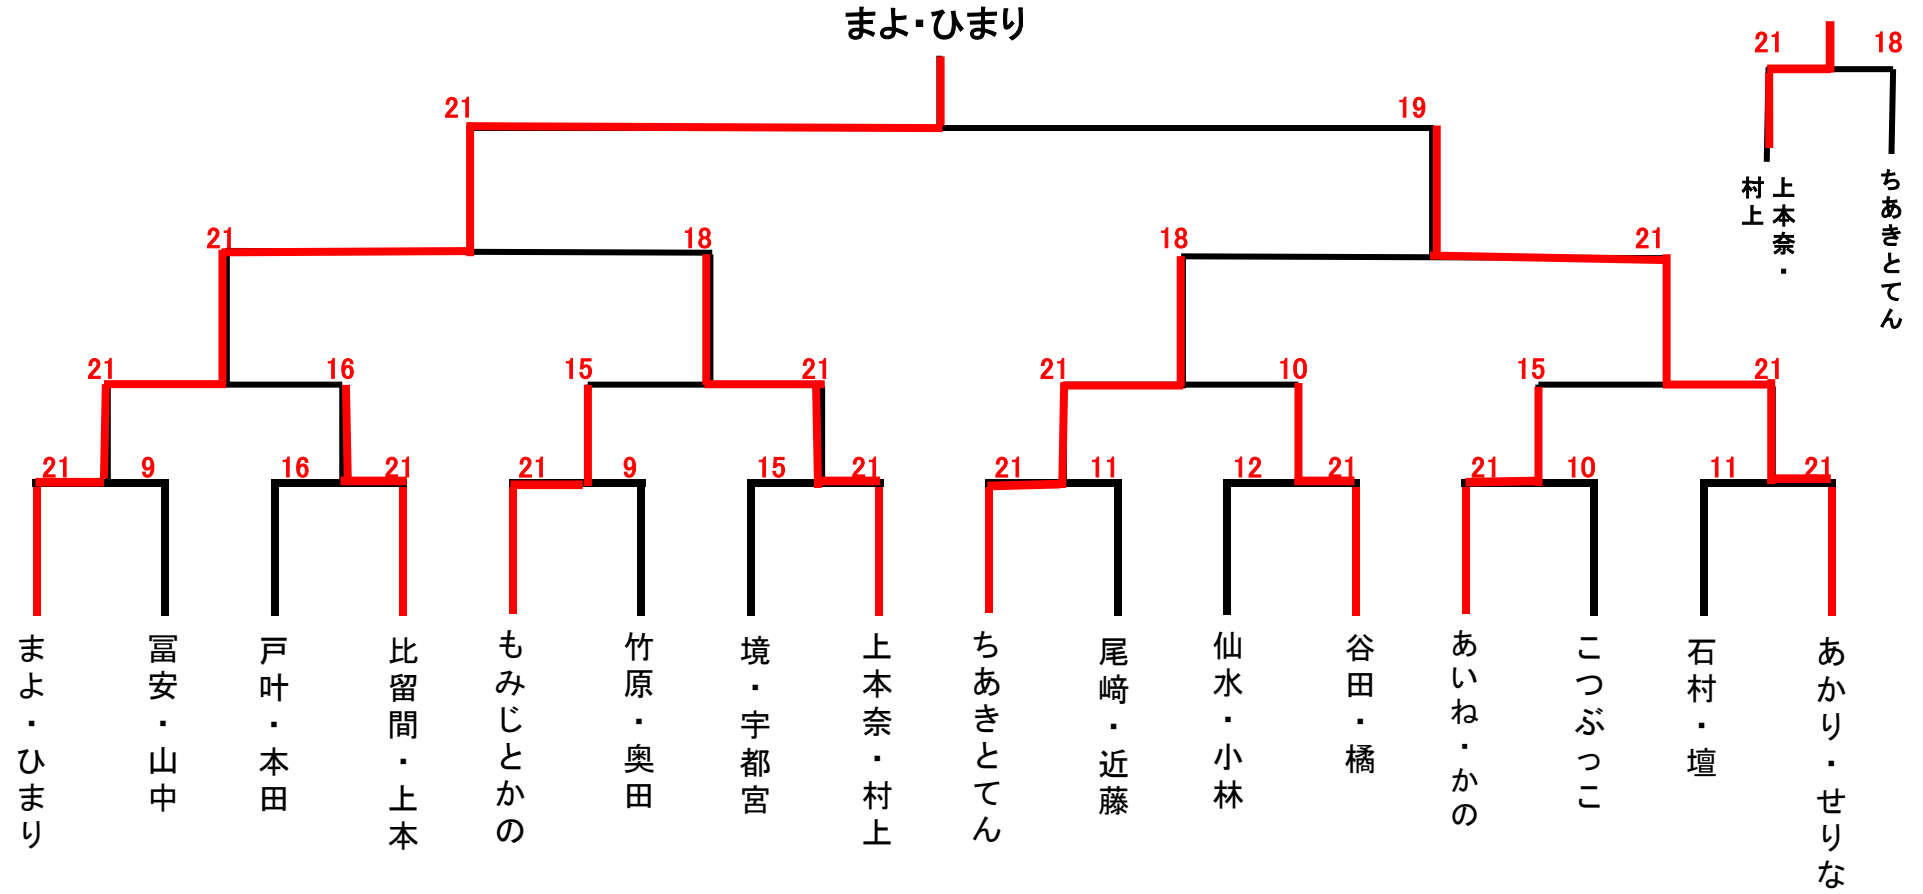 まよ・ひまり
21
18
21
19
村上
上本奈・
ちあきとてん
21
18
18
21
21
16
15
21
21
10
15
21
21
9
16
21
21
9
15
21
21
11
12
21
21
10
11
21
まよ・ひまり
冨安・山中
戸叶・本田
比留間・上本
もみじとかの
竹原・奥田
境・宇都宮
上本奈・村上
ちあきとてん
尾﨑・近藤
仙水・小林
谷田・橘
あいね・かの
こつぶっこ
石村・壇
あかり・せりな